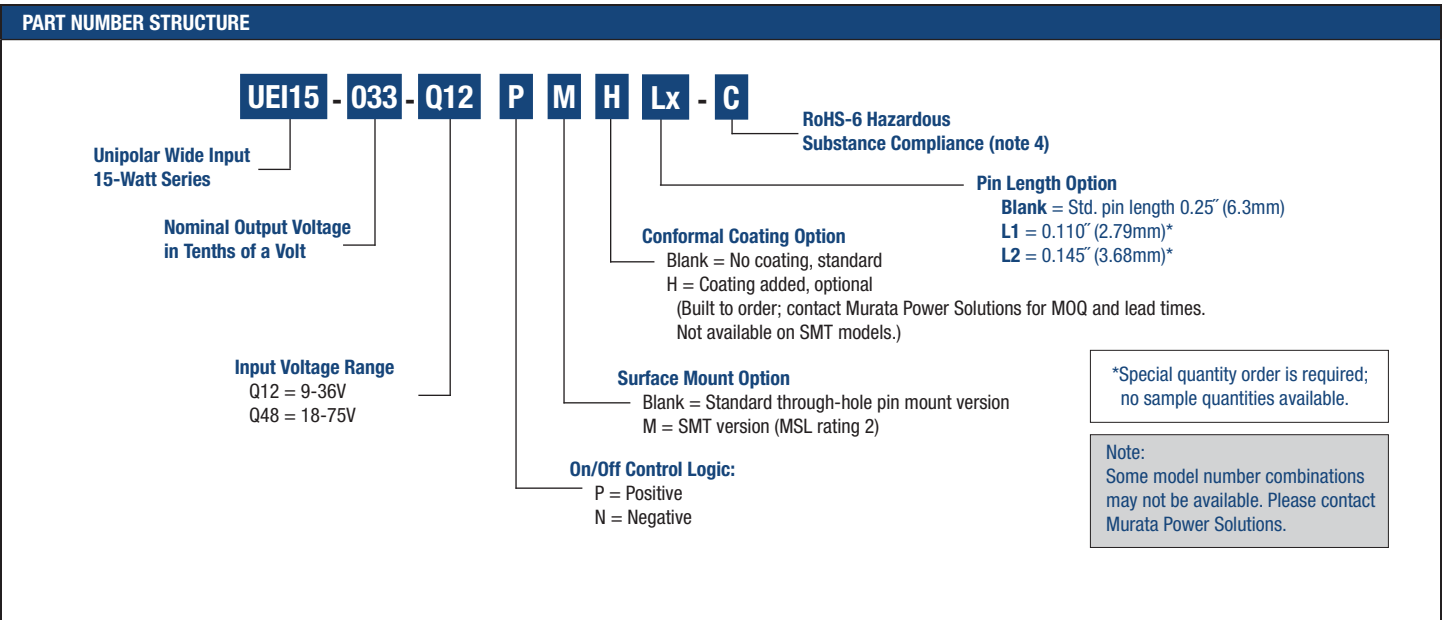 PART NUMBER STRUCTURE
UEI15 - 033 - Q12 P M H Lx - C
RoHS-6 Hazardous
Substance Compliance (note 4)
Unipolar Wide Input
15-Watt Series
Pin Length Option
Blank = Std. pin length 0.25˝ (6.3mm)
L1 = 0.110˝ (2.79mm)*
L2 = 0.145˝ (3.68mm)*
Nominal Output Voltage
in Tenths of a Volt
Conformal Coating Option
Blank = No coating, standard
H = Coating added, optional
(Built to order; contact Murata Power Solutions for MOQ and lead times.
Not available on SMT models.)
Input Voltage Range
Q12 = 9-36V
Q48 = 18-75V
Surface Mount Option
Blank = Standard through-hole pin mount version
M = SMT version (MSL rating 2)
*Special quantity order is required;
no sample quantities available.
On/Off Control Logic:
P = Positive
N = Negative
Note:
Some model number combinations
may not be available. Please contact
Murata Power Solutions.